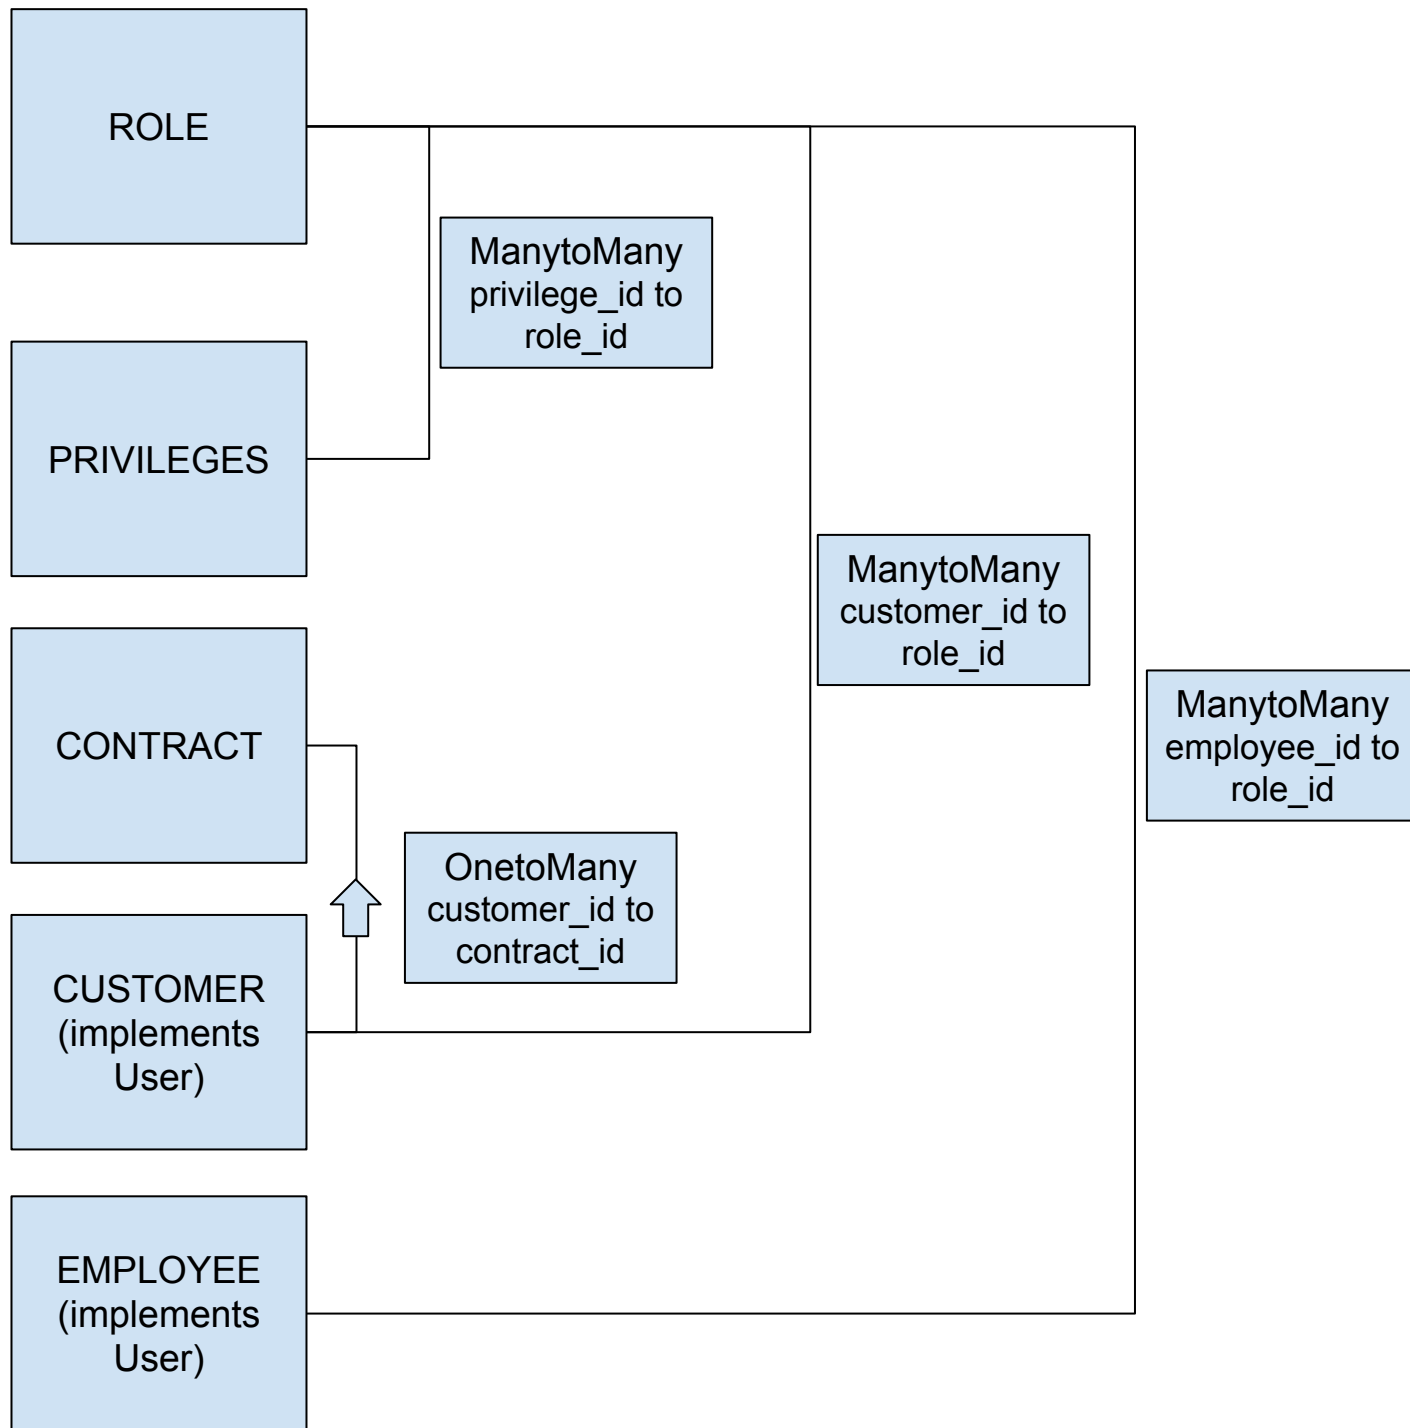 ROLE
ManytoMany
privilege_id to
role_id
PRIVILEGES
ManytoMany
customer_id to
role_id
CONTRACT
ManytoMany
employee_id to
role_id
OnetoMany
customer_id to
contract_id
CUSTOMER
(implements
User)
EMPLOYEE
(implements
User)